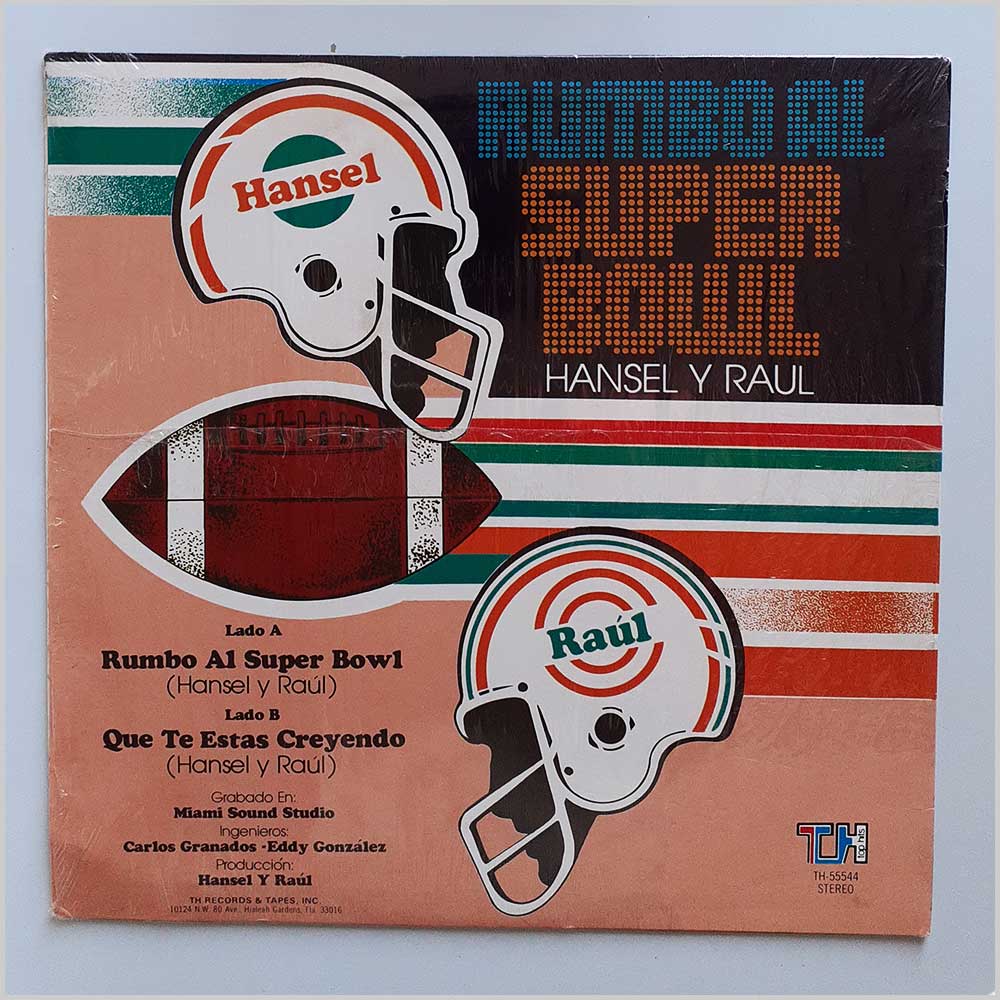 Hansel
RUMBO AL
SUPER
BOWL
HANSEL Y RAUL
Raúl
Lado A
Rumbo Al Super Bowl
(Hansel y Raúl)
Lado B
Que Te Estas Creyendo
(Hansel y Raúl)
Grabado En:
Miami Sound Studio
Ingenieros:
Carlos Granados - Eddy González
Producción:
Hansel Y Raúl
TH RECORDS & TAPES, INC.
10124 N.W. 80 Ave., Hialeah Gardens, Fla. 33016
TH top hits
TH-55544
STEREO